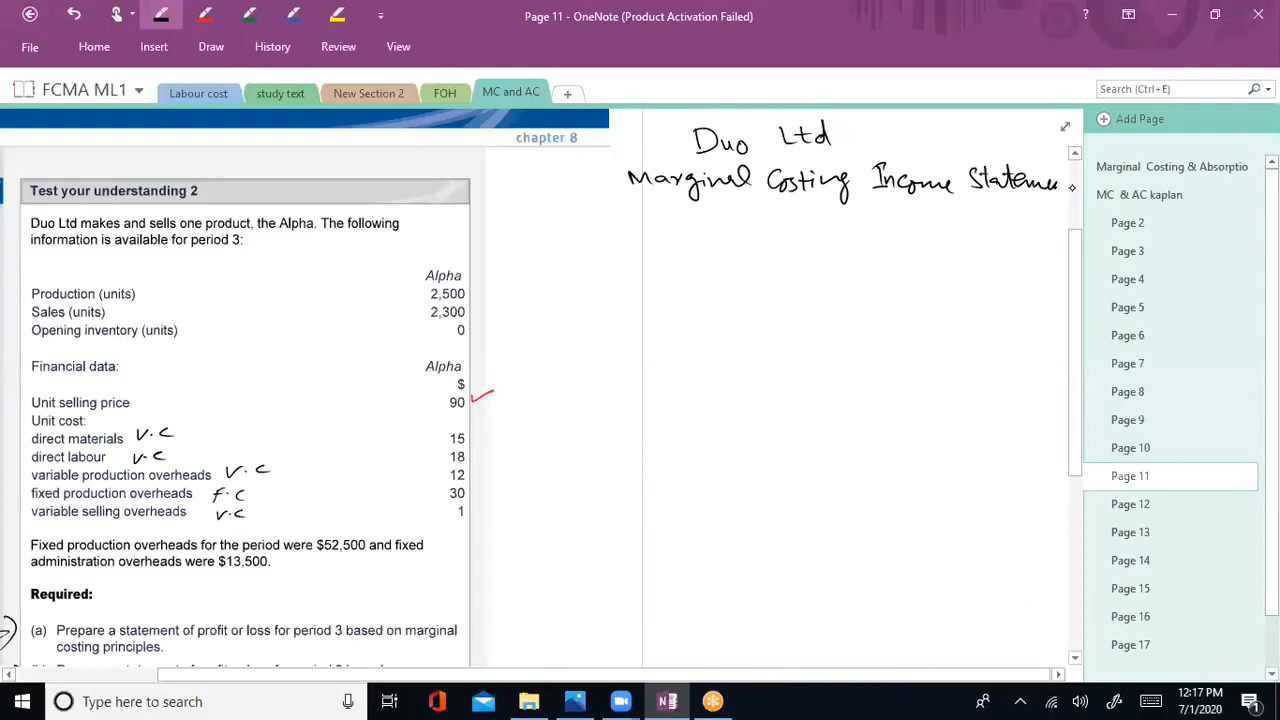 Page 11 - OneNote (Product Activation Failed)
File Home Insert Draw History Review View
FCMA ML1
Labour cost
study text
New Section 2
FOH
MC and AC
Search (Ctrl+E)
chapter 8
Test your understanding 2
Duo Ltd makes and sells one product, the Alpha. The following
information is available for period 3:
Alpha
Production (units) 2,500
Sales (units) 2,300
Opening inventory (units) 0
Financial data: Alpha
$
Unit selling price 90
Unit cost:
direct materials V.C 15
direct labour V.C 18
variable production overheads V.C 12
fixed production overheads F.C 30
variable selling overheads V.C 1
Fixed production overheads for the period were $52,500 and fixed
administration overheads were $13,500.
Required:
(a) Prepare a statement of profit or loss for period 3 based on marginal
costing principles.
Duo Ltd
Marginal Costing Income Stateme
Add Page
Marginal Costing & Absorptio
MC & AC kaplan
Page 2
Page 3
Page 4
Page 5
Page 6
Page 7
Page 8
Page 9
Page 10
Page 11
Page 12
Page 13
Page 14
Page 15
Page 16
Page 17
Type here to search
12:17 PM
7/1/2020